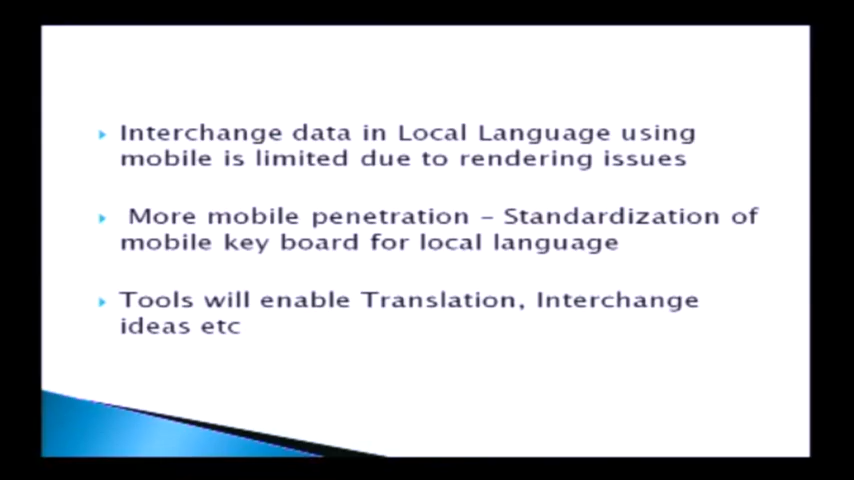 Interchange data in Local Language using
mobile is limited due to rendering issues
More mobile penetration – Standardization of
mobile key board for local language
Tools will enable Translation, Interchange
ideas etc